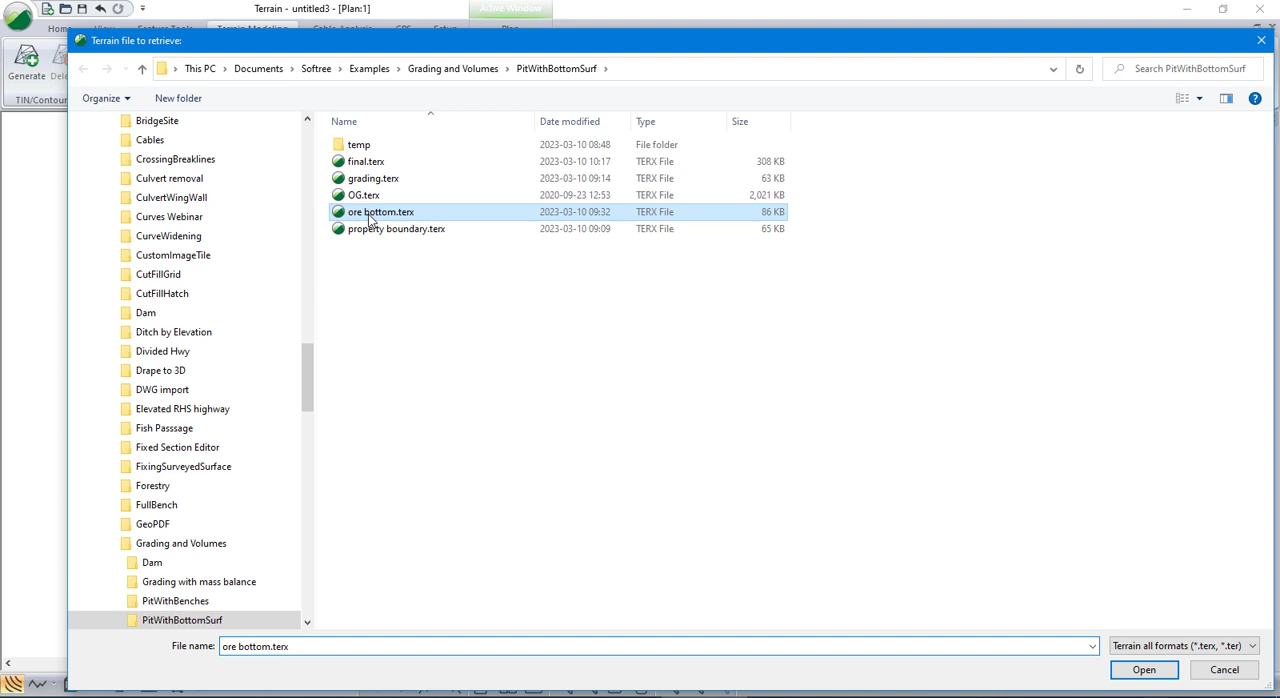 Terrain - untitled3 - [Plan:1]
Active Window
Generate
TIN/Contour
Terrain file to retrieve:
This PC › Documents › Softree › Examples › Grading and Volumes › PitWithBottomSurf ›
Search PitWithBottomSurf
Organize
New folder
BridgeSite
Cables
CrossingBreaklines
Culvert removal
CulvertWingWall
Curves Webinar
CurveWidening
CustomImageTile
CutFillGrid
CutFillHatch
Dam
Ditch by Elevation
Divided Hwy
Drape to 3D
DWG import
Elevated RHS highway
Fish Passsage
Fixed Section Editor
FixingSurveyedSurface
Forestry
FullBench
GeoPDF
Grading and Volumes
Dam
Grading with mass balance
PitWithBenches
PitWithBottomSurf
Name Date modified Type Size
temp 2023-03-10 08:48 File folder
final.terx 2023-03-10 10:17 TERX File 308 KB
grading.terx 2023-03-10 09:14 TERX File 63 KB
OG.terx 2020-09-23 12:53 TERX File 2,021 KB
ore bottom.terx 2023-03-10 09:32 TERX File 86 KB
property boundary.terx 2023-03-10 09:09 TERX File 65 KB
File name: ore bottom.terx
Terrain all formats (*.terx, *.ter)
Open
Cancel